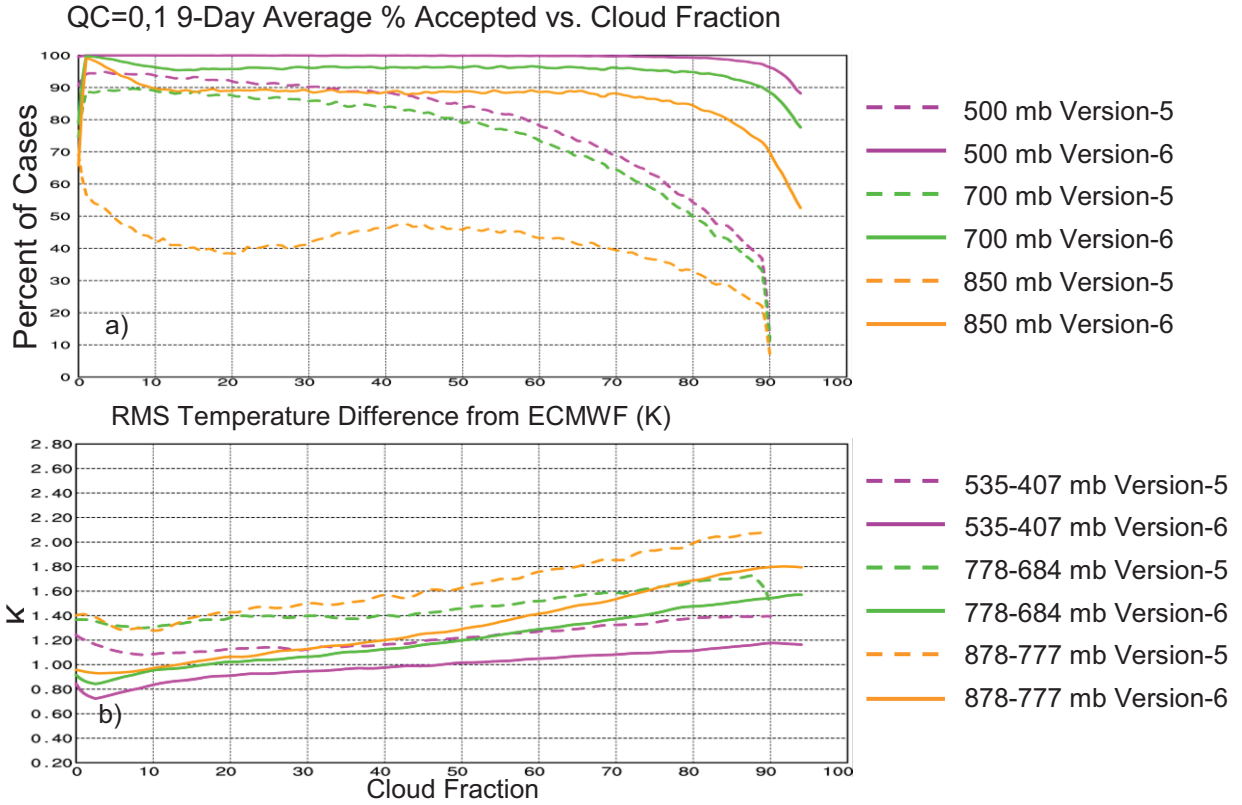 QC=0,1 9-Day Average % Accepted vs. Cloud Fraction
Percent of Cases
100
90
80
70
60
50
40
30
20
10
0
a)
0 10 20 30 40 50 60 70 80 90 100
500 mb Version-5
500 mb Version-6
700 mb Version-5
700 mb Version-6
850 mb Version-5
850 mb Version-6
RMS Temperature Difference from ECMWF (K)
K
2.80
2.60
2.40
2.20
2.00
1.80
1.60
1.40
1.20
1.00
0.80
0.60
0.40
0.20
b)
0 10 20 30 40 50 60 70 80 90 100
Cloud Fraction
535-407 mb Version-5
535-407 mb Version-6
778-684 mb Version-5
778-684 mb Version-6
878-777 mb Version-5
878-777 mb Version-6